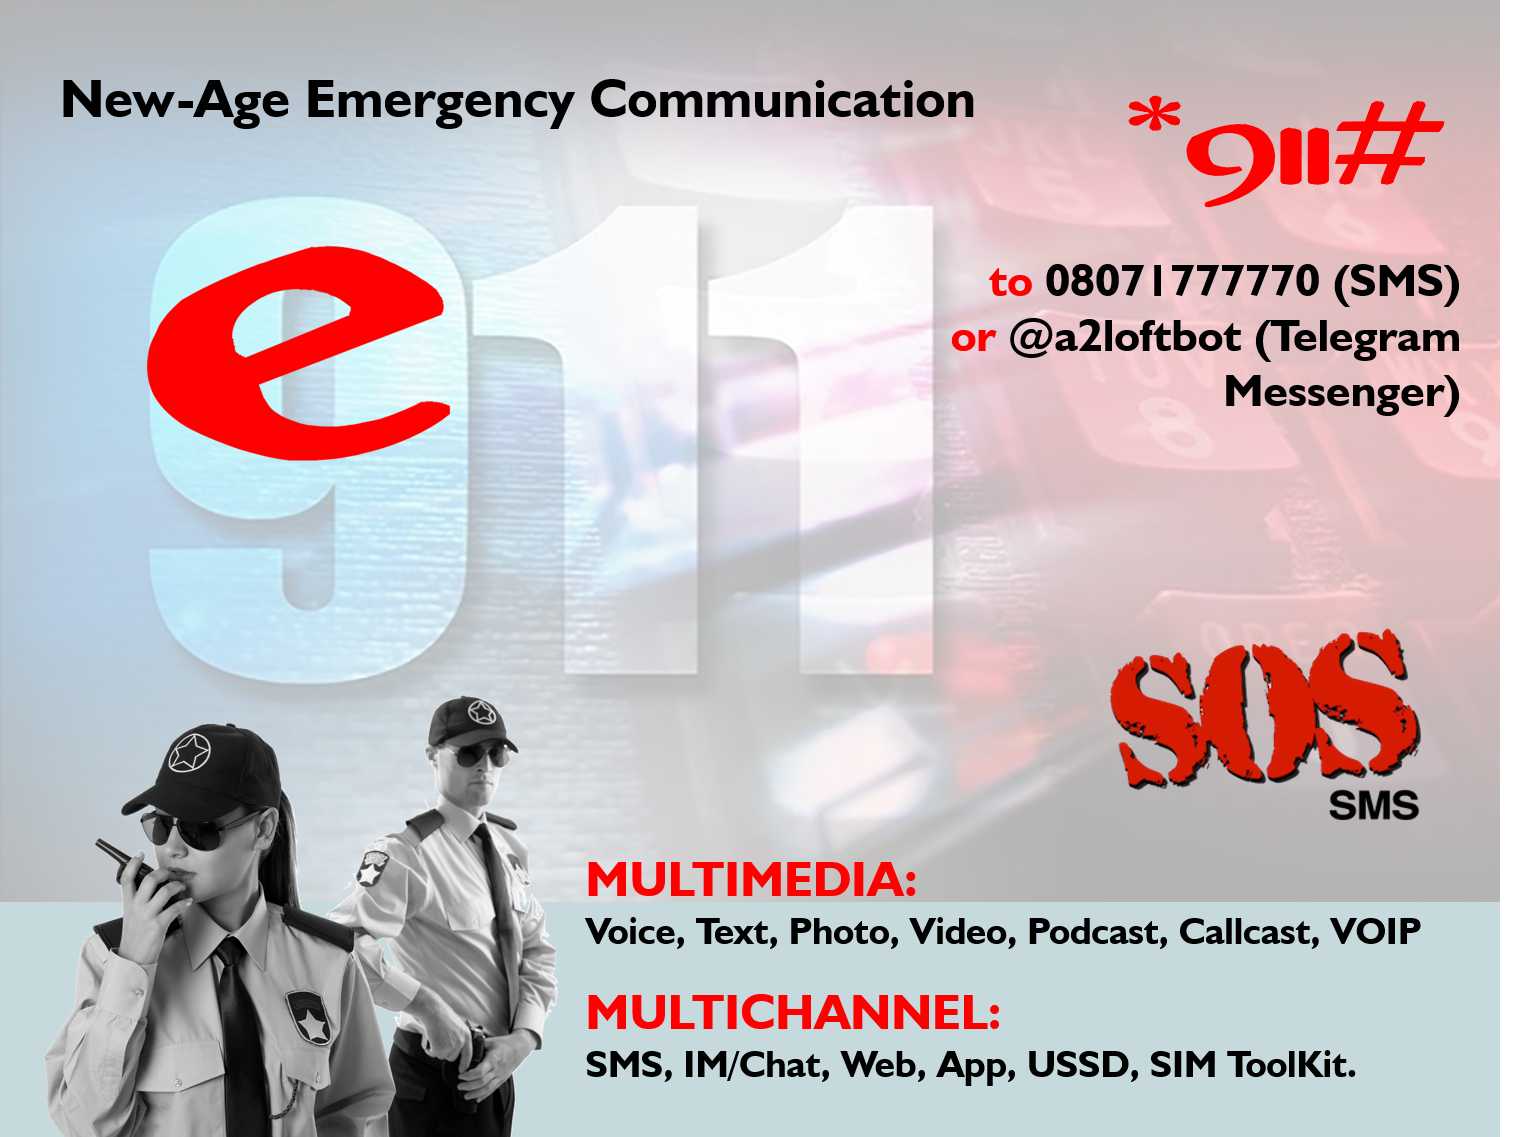 New-Age Emergency Communication
*911#
911
e
to 08071777770 (SMS)
or @a2loftbot (Telegram
Messenger)
SOS
SMS
MULTIMEDIA:
Voice, Text, Photo, Video, Podcast, Callcast, VOIP
MULTICHANNEL:
SMS, IM/Chat, Web, App, USSD, SIM ToolKit.